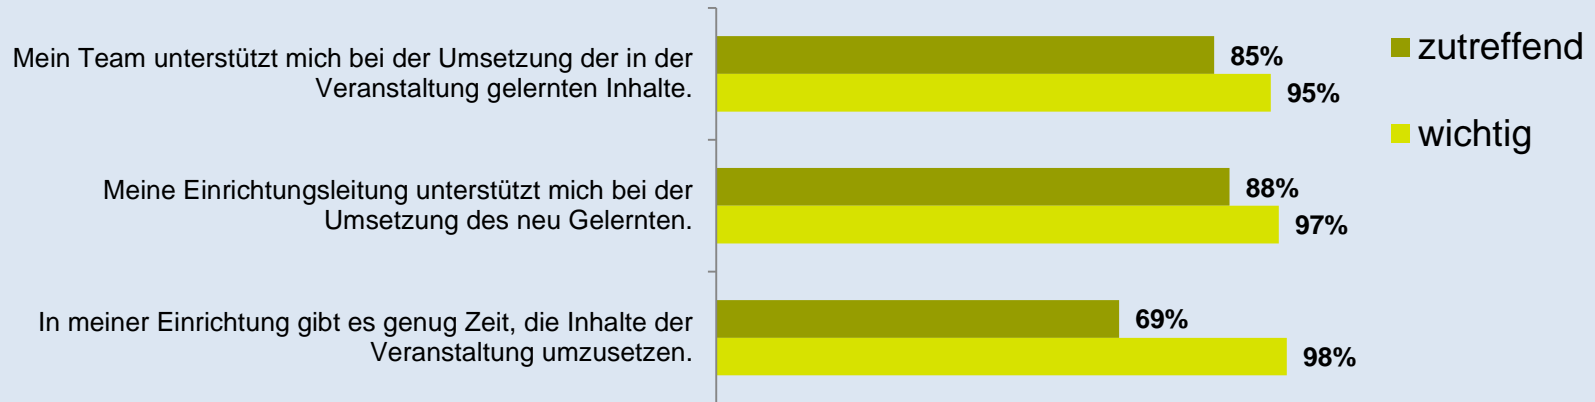 Mein Team unterstützt mich bei der Umsetzung der in der
Veranstaltung gelernten Inhalte.
85%
95%
Meine Einrichtungsleitung unterstützt mich bei der
Umsetzung des neu Gelernten.
88%
97%
In meiner Einrichtung gibt es genug Zeit, die Inhalte der
Veranstaltung umzusetzen.
69%
98%
zutreffend
wichtig